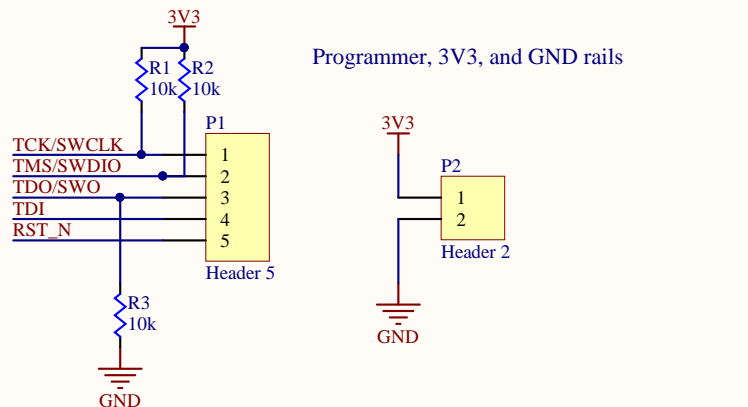 3V3
Programmer, 3V3, and GND rails
R1 R2
10k 10k
P1
TCK/SWCLK 1
TMS/SWDIO 2
TDO/SWO 3
TDI 4
RST_N 5
Header 5
R3
10k
GND
3V3
P2
1
2
Header 2
GND